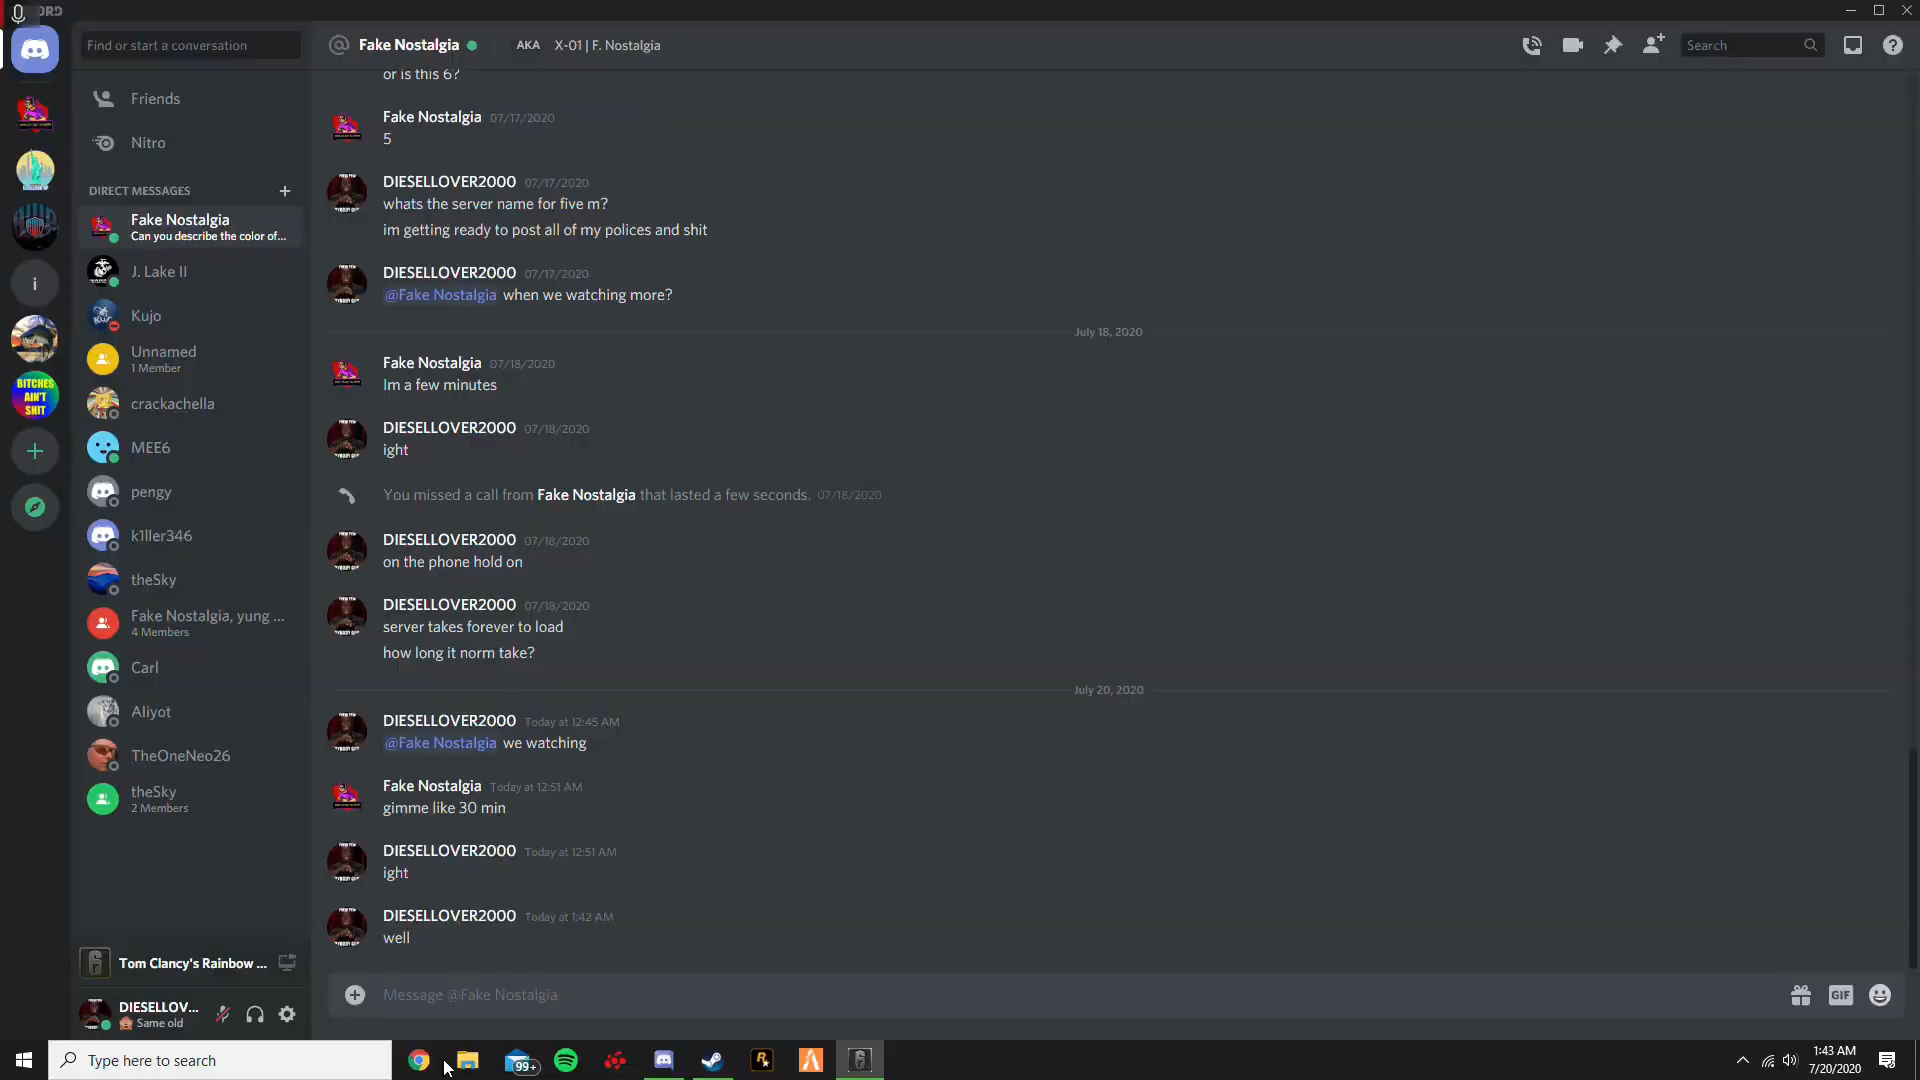 Find or start a conversation
Friends
Nitro
DIRECT MESSAGES
Fake Nostalgia
Can you describe the color of...
J. Lake II
Kujo
Unnamed
1 Member
crackachella
MEE6
pengy
k1ller346
theSky
Fake Nostalgia, yung ...
4 Members
Carl
Aliyot
TheOneNeo26
theSky
2 Members
BITCHES
AIN'T
SHIT
i
Tom Clancy's Rainbow ...
DIESELLOV...
Same old
Fake Nostalgia
AKA X-01 | F. Nostalgia
Search
or is this 6?
Fake Nostalgia 07/17/2020
5
DIESELLOVER2000 07/17/2020
whats the server name for five m?
im getting ready to post all of my polices and shit
DIESELLOVER2000 07/17/2020
@Fake Nostalgia when we watching more?
July 18, 2020
Fake Nostalgia 07/18/2020
Im a few minutes
DIESELLOVER2000 07/18/2020
ight
You missed a call from Fake Nostalgia that lasted a few seconds. 07/18/2020
DIESELLOVER2000 07/18/2020
on the phone hold on
DIESELLOVER2000 07/18/2020
server takes forever to load
how long it norm take?
July 20, 2020
DIESELLOVER2000 Today at 12:45 AM
@Fake Nostalgia we watching
Fake Nostalgia Today at 12:51 AM
gimme like 30 min
DIESELLOVER2000 Today at 12:51 AM
ight
DIESELLOVER2000 Today at 1:42 AM
well
Message @Fake Nostalgia
GIF
Type here to search
99+
1:43 AM
7/20/2020